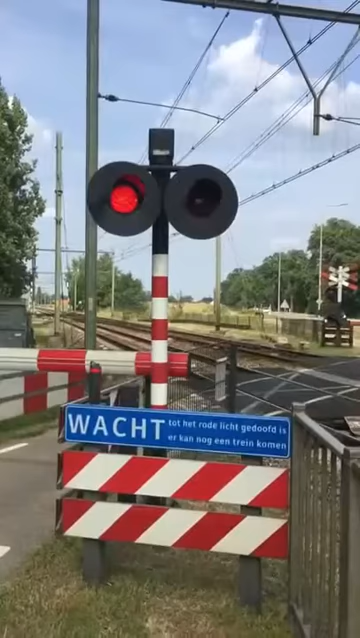 WACHT tot het rode licht gedoofd is
er kan nog een trein komen